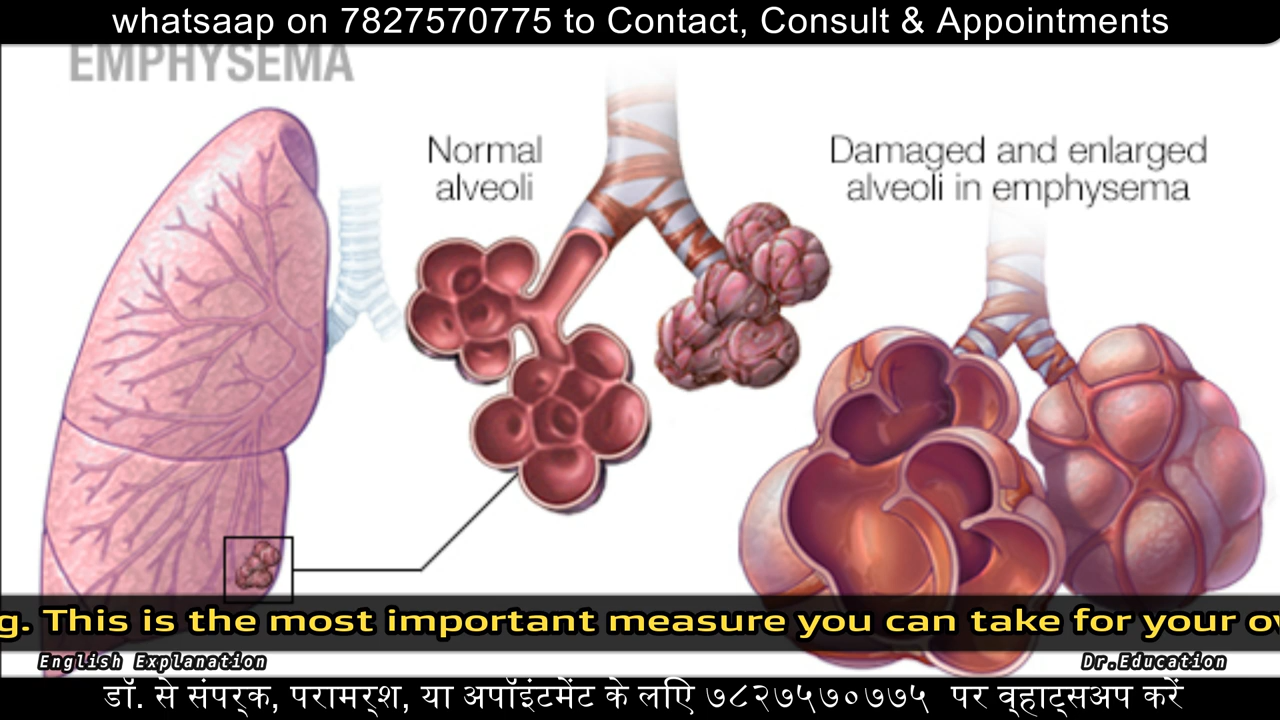 whatsaap on 7827570775 to Contact, Consult & Appointments
EMPHYSEMA
Normal
alveoli
Damaged and enlarged
alveoli in emphysema
g. This is the most important measure you can take for your ov
English Explanation
Dr.Education
डॉ. से संपर्क, परामर्श, या अपॉइंटमेंट के लिए ७८२७५७०७७५ पर व्हाट्सअप करें